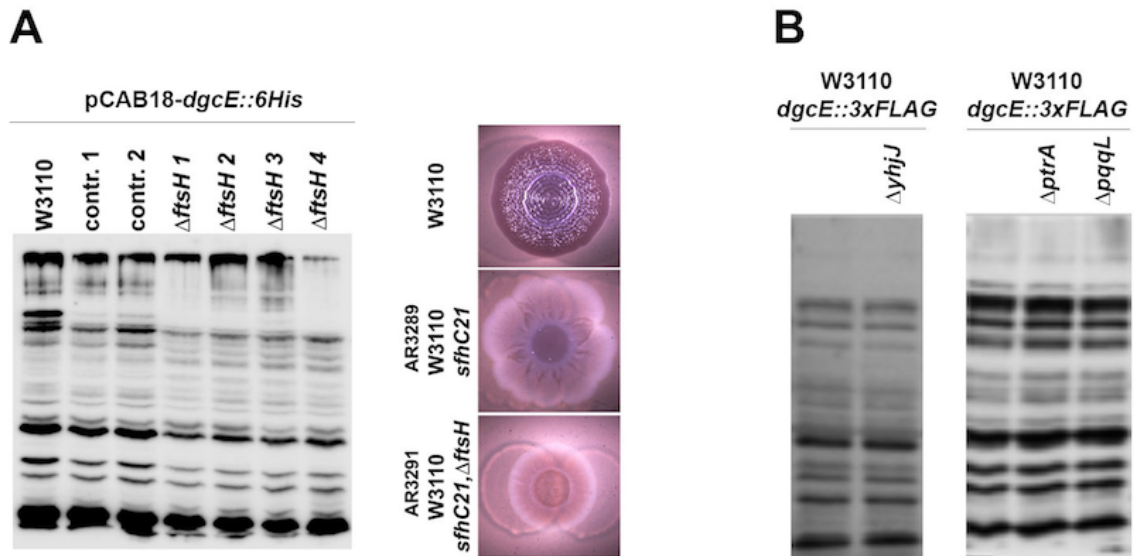 A
pCAB18-dgcE::6His
W3110
contr. 1
contr. 2
ΔftsH 1
ΔftsH 2
ΔftsH 3
ΔftsH 4
W3110
AR3289
W3110
sfhC21
AR3291
W3110
sfhC21,ΔftsH
B
W3110
dgcE::3xFLAG
ΔyhjJ
W3110
dgcE::3xFLAG
ΔptrA
ΔpqqL